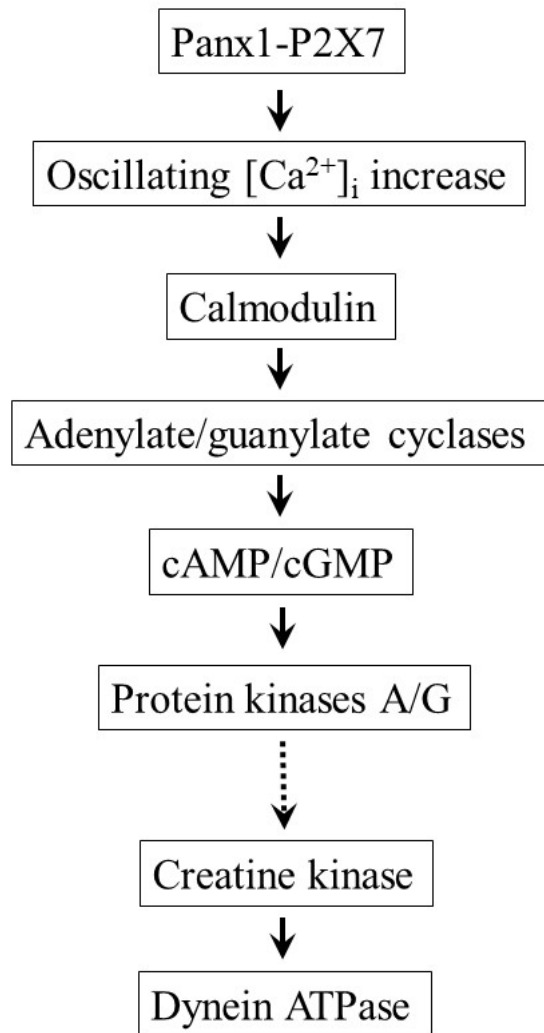 Panx1-P2X7
Oscillating [Ca²⁺]ᵢ increase
Calmodulin
Adenylate/guanylate cyclases
cAMP/cGMP
Protein kinases A/G
Creatine kinase
Dynein ATPase